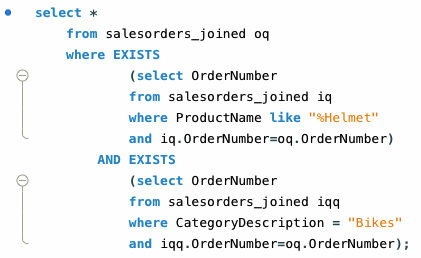 select *
from salesorders_joined oq
where EXISTS
(select OrderNumber
from salesorders_joined iq
where ProductName like "%Helmet"
and iq.OrderNumber=oq.OrderNumber)
AND EXISTS
(select OrderNumber
from salesorders_joined iqq
where CategoryDescription = "Bikes"
and iqq.OrderNumber=oq.OrderNumber);